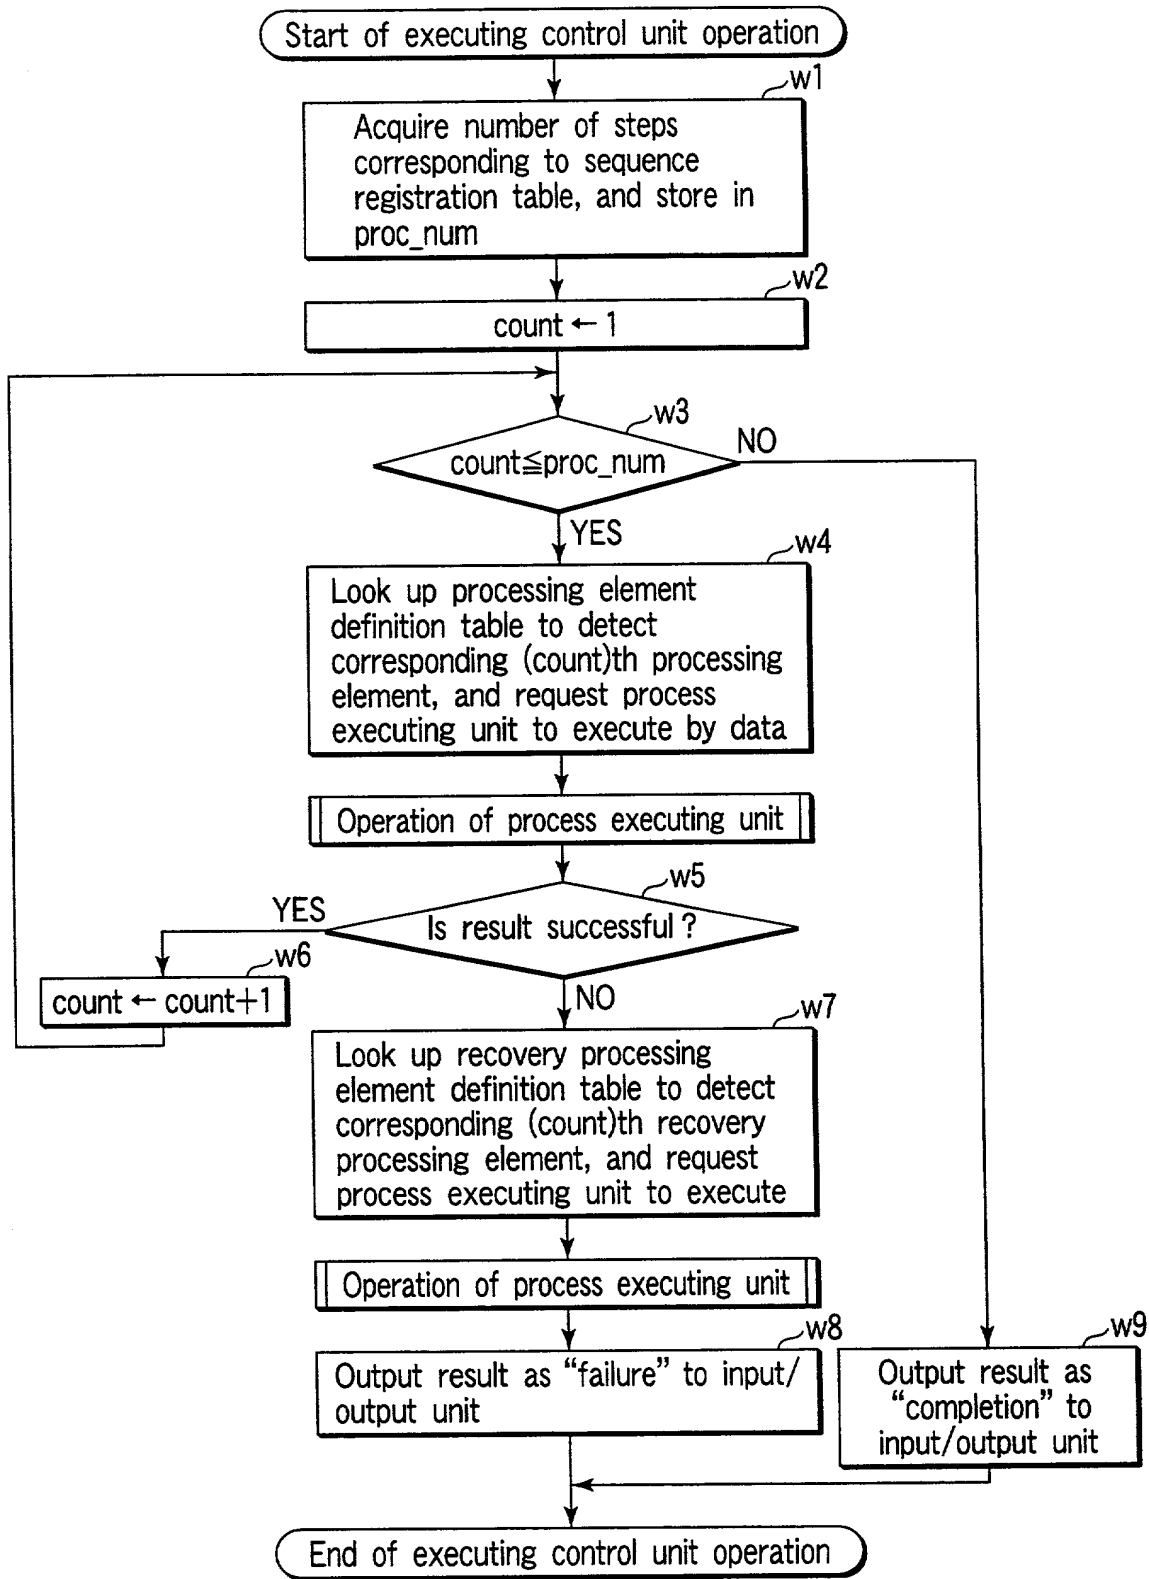 Start of executing control unit operation
w1
Acquire number of steps
corresponding to sequence
registration table, and store in
proc_num
w2
count ← 1
w3
count≦proc_num
NO
YES
w4
Look up processing element
definition table to detect
corresponding (count)th processing
element, and request process
executing unit to execute by data
Operation of process executing unit
w5
Is result successful ?
YES
w6
count ← count+1
NO
w7
Look up recovery processing
element definition table to detect
corresponding (count)th recovery
processing element, and request
process executing unit to execute
Operation of process executing unit
w8
Output result as “failure” to input/
output unit
w9
Output result as
“completion” to
input/output unit
End of executing control unit operation